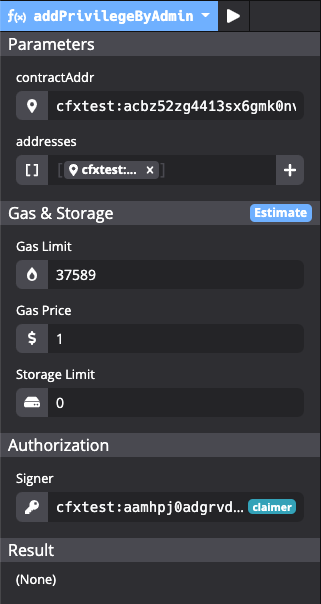 f(x) addPrivilegeByAdmin
Parameters
contractAddr
cfxtest:acbz52zg4413sx6gmk0nv
addresses
[ cfxtest:... × ] +
Gas & Storage Estimate
Gas Limit
37589
Gas Price
$ 1
Storage Limit
0
Authorization
Signer
cfxtest:aamhpj0adgrvd... claimer
Result
(None)